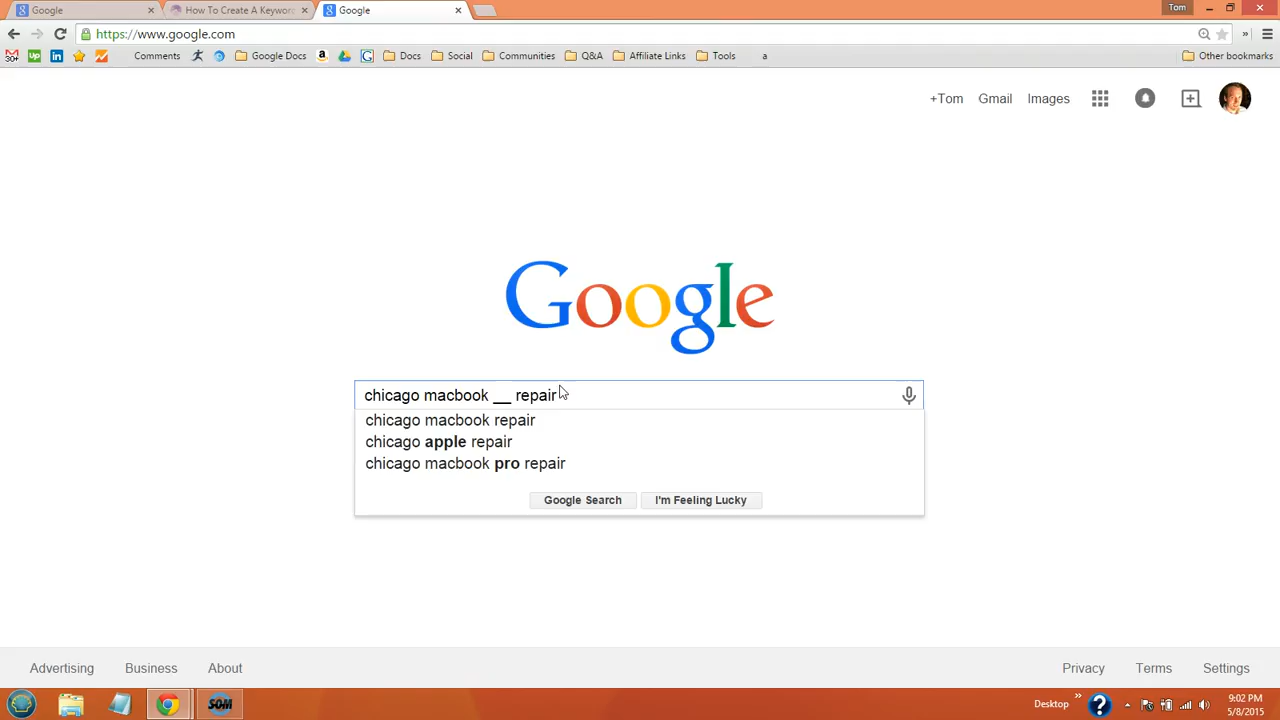 Google
How To Create A Keyword
Google
Tom
https://www.google.com
Comments
Google Docs
a
Docs
Social
Communities
Q&A
Affiliate Links
Tools
a
Other bookmarks
+Tom
Gmail
Images
Google
chicago macbook __ repair
chicago macbook repair
chicago apple repair
chicago macbook pro repair
Google Search
I'm Feeling Lucky
Advertising
Business
About
Privacy
Terms
Settings
SOM
Desktop
9:02 PM
5/8/2015